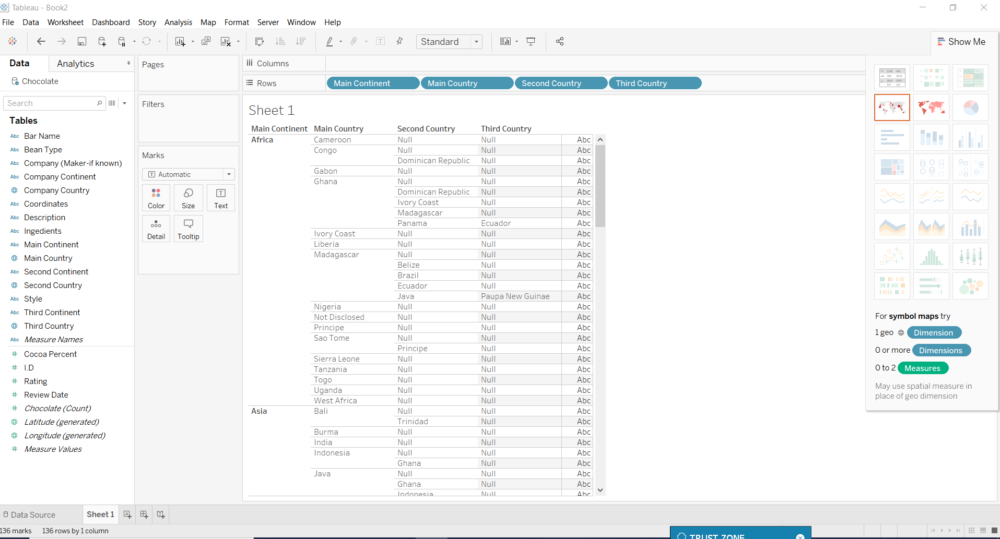 Tableau - Book2
File Data Worksheet Dashboard Story Analysis Map Format Server Window Help
Standard
Show Me
Data Analytics
Chocolate
Search
Tables
Abc Bar Name
Abc Bean Type
Abc Company (Maker-if known)
Abc Company Continent
Company Country
Abc Coordinates
Abc Description
Abc Ingedients
Abc Main Continent
Main Country
Abc Second Continent
Second Country
Abc Style
Abc Third Continent
Third Country
Abc Measure Names
# Cocoa Percent
# I.D
# Rating
# Review Date
# Chocolate (Count)
Latitude (generated)
Longitude (generated)
# Measure Values
Pages
Filters
Marks
T Automatic
Color Size Text
Detail Tooltip
Columns
Rows Main Continent Main Country Second Country Third Country
Sheet 1
Main Continent Main Country Second Country Third Country
Africa Cameroon Null Null Abc
Congo Null Null Abc
Dominican Republic Null Abc
Gabon Null Null Abc
Ghana Null Null Abc
Dominican Republic Null Abc
Ivory Coast Null Abc
Madagascar Null Abc
Panama Ecuador Abc
Ivory Coast Null Null Abc
Liberia Null Null Abc
Madagascar Null Null Abc
Belize Null Abc
Brazil Null Abc
Ecuador Null Abc
Java Paupa New Guinae Abc
Nigeria Null Null Abc
Not Disclosed Null Null Abc
Principe Null Null Abc
Sao Tome Null Null Abc
Principe Null Abc
Sierra Leone Null Null Abc
Tanzania Null Null Abc
Togo Null Null Abc
Uganda Null Null Abc
West Africa Null Null Abc
Asia Bali Null Null Abc
Trinidad Null Abc
Burma Null Null Abc
India Null Null Abc
Indonesia Null Null Abc
Ghana Null Abc
Java Null Null Abc
Ghana Null Abc
Indonesia Null Abc
For symbol maps try
1 geo Dimension
0 or more Dimensions
0 to 2 Measures
May use spatial measure in
place of geo dimension
Data Source Sheet 1
136 marks 136 rows by 1 column
TRUST ZONE